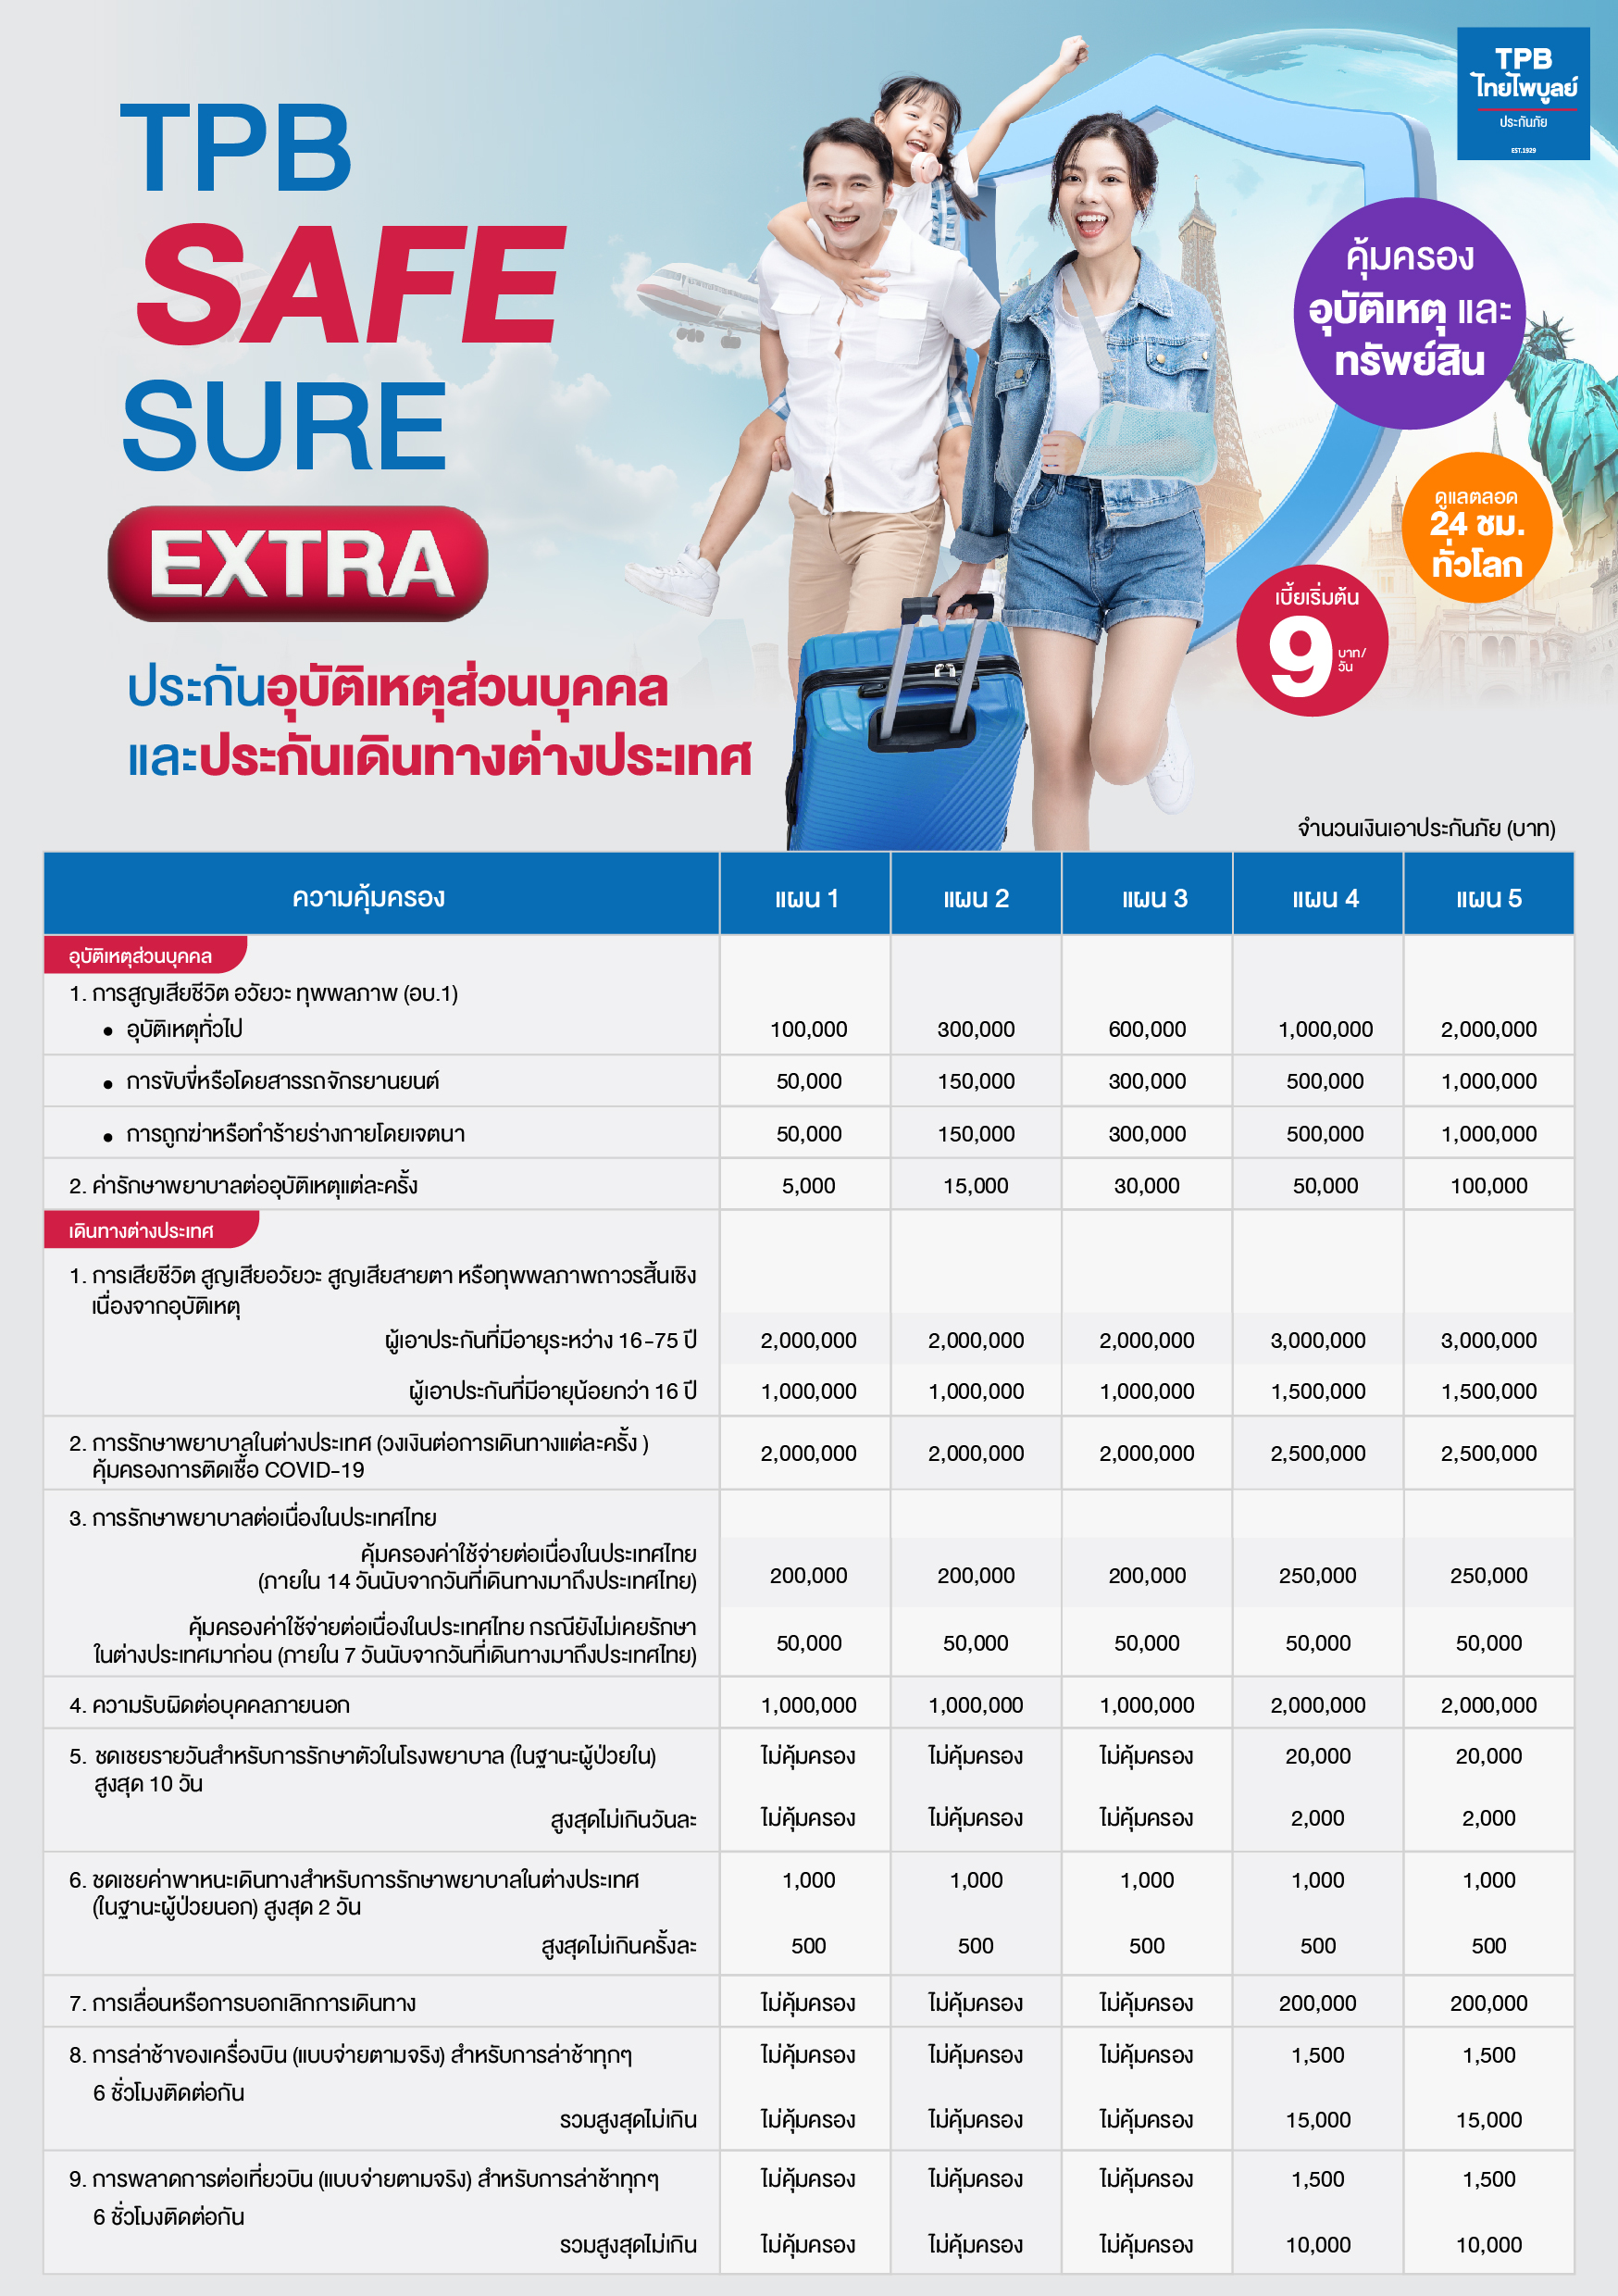 TPB
ไทยไพบูลย์
ประกันภัย
EST.1929
TPB
SAFE
SURE
EXTRA
ประกันอุบัติเหตุส่วนบุคคล
และประกันเดินทางต่างประเทศ
คุ้มครอง
อุบัติเหตุ และ
ทรัพย์สิน
ดูแลตลอด
24 ชม.
ทั่วโลก
เบี้ยเริ่มต้น
9 บาท/
วัน
จำนวนเงินเอาประกันภัย (บาท)
ความคุ้มครอง แผน 1 แผน 2 แผน 3 แผน 4 แผน 5
อุบัติเหตุส่วนบุคคล
1. การสูญเสียชีวิต อวัยวะ ทุพพลภาพ (อบ.1)
• อุบัติเหตุทั่วไป 100,000 300,000 600,000 1,000,000 2,000,000
• การขับขี่หรือโดยสารรถจักรยานยนต์ 50,000 150,000 300,000 500,000 1,000,000
• การถูกฆ่าหรือทำร้ายร่างกายโดยเจตนา 50,000 150,000 300,000 500,000 1,000,000
2. ค่ารักษาพยาบาลต่ออุบัติเหตุแต่ละครั้ง 5,000 15,000 30,000 50,000 100,000
เดินทางต่างประเทศ
1. การเสียชีวิต สูญเสียอวัยวะ สูญเสียสายตา หรือทุพพลภาพถาวรสิ้นเชิง
เนื่องจากอุบัติเหตุ
ผู้เอาประกันที่มีอายุระหว่าง 16-75 ปี 2,000,000 2,000,000 2,000,000 3,000,000 3,000,000
ผู้เอาประกันที่มีอายุน้อยกว่า 16 ปี 1,000,000 1,000,000 1,000,000 1,500,000 1,500,000
2. การรักษาพยาบาลในต่างประเทศ (วงเงินต่อการเดินทางแต่ละครั้ง )
คุ้มครองการติดเชื้อ COVID-19 2,000,000 2,000,000 2,000,000 2,500,000 2,500,000
3. การรักษาพยาบาลต่อเนื่องในประเทศไทย
คุ้มครองค่าใช้จ่ายต่อเนื่องในประเทศไทย
(ภายใน 14 วันนับจากวันที่เดินทางมาถึงประเทศไทย) 200,000 200,000 200,000 250,000 250,000
คุ้มครองค่าใช้จ่ายต่อเนื่องในประเทศไทย กรณียังไม่เคยรักษา
ในต่างประเทศมาก่อน (ภายใน 7 วันนับจากวันที่เดินทางมาถึงประเทศไทย) 50,000 50,000 50,000 50,000 50,000
4. ความรับผิดต่อบุคคลภายนอก 1,000,000 1,000,000 1,000,000 2,000,000 2,000,000
5. ชดเชยรายวันสำหรับการรักษาตัวในโรงพยาบาล (ในฐานะผู้ป่วยใน) ไม่คุ้มครอง ไม่คุ้มครอง ไม่คุ้มครอง 20,000 20,000
สูงสุด 10 วัน
สูงสุดไม่เกินวันละ ไม่คุ้มครอง ไม่คุ้มครอง ไม่คุ้มครอง 2,000 2,000
6. ชดเชยค่าพาหนะเดินทางสำหรับการรักษาพยาบาลในต่างประเทศ 1,000 1,000 1,000 1,000 1,000
(ในฐานะผู้ป่วยนอก) สูงสุด 2 วัน
สูงสุดไม่เกินครั้งละ 500 500 500 500 500
7. การเลื่อนหรือการบอกเลิกการเดินทาง ไม่คุ้มครอง ไม่คุ้มครอง ไม่คุ้มครอง 200,000 200,000
8. การล่าช้าของเครื่องบิน (แบบจ่ายตามจริง) สำหรับการล่าช้าทุกๆ ไม่คุ้มครอง ไม่คุ้มครอง ไม่คุ้มครอง 1,500 1,500
6 ชั่วโมงติดต่อกัน
รวมสูงสุดไม่เกิน ไม่คุ้มครอง ไม่คุ้มครอง ไม่คุ้มครอง 15,000 15,000
9. การพลาดการต่อเที่ยวบิน (แบบจ่ายตามจริง) สำหรับการล่าช้าทุกๆ ไม่คุ้มครอง ไม่คุ้มครอง ไม่คุ้มครอง 1,500 1,500
6 ชั่วโมงติดต่อกัน
รวมสูงสุดไม่เกิน ไม่คุ้มครอง ไม่คุ้มครอง ไม่คุ้มครอง 10,000 10,000